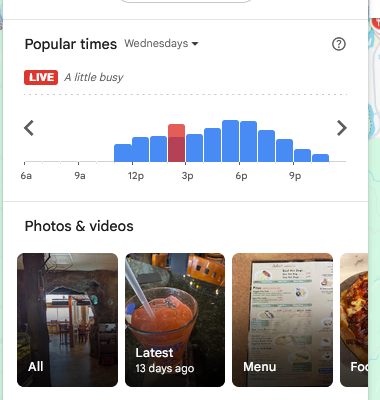 Popular times Wednesdays
LIVE A little busy
6a 9a 12p 3p 6p 9p
Photos & videos
All
Latest
13 days ago
Menu
Foo